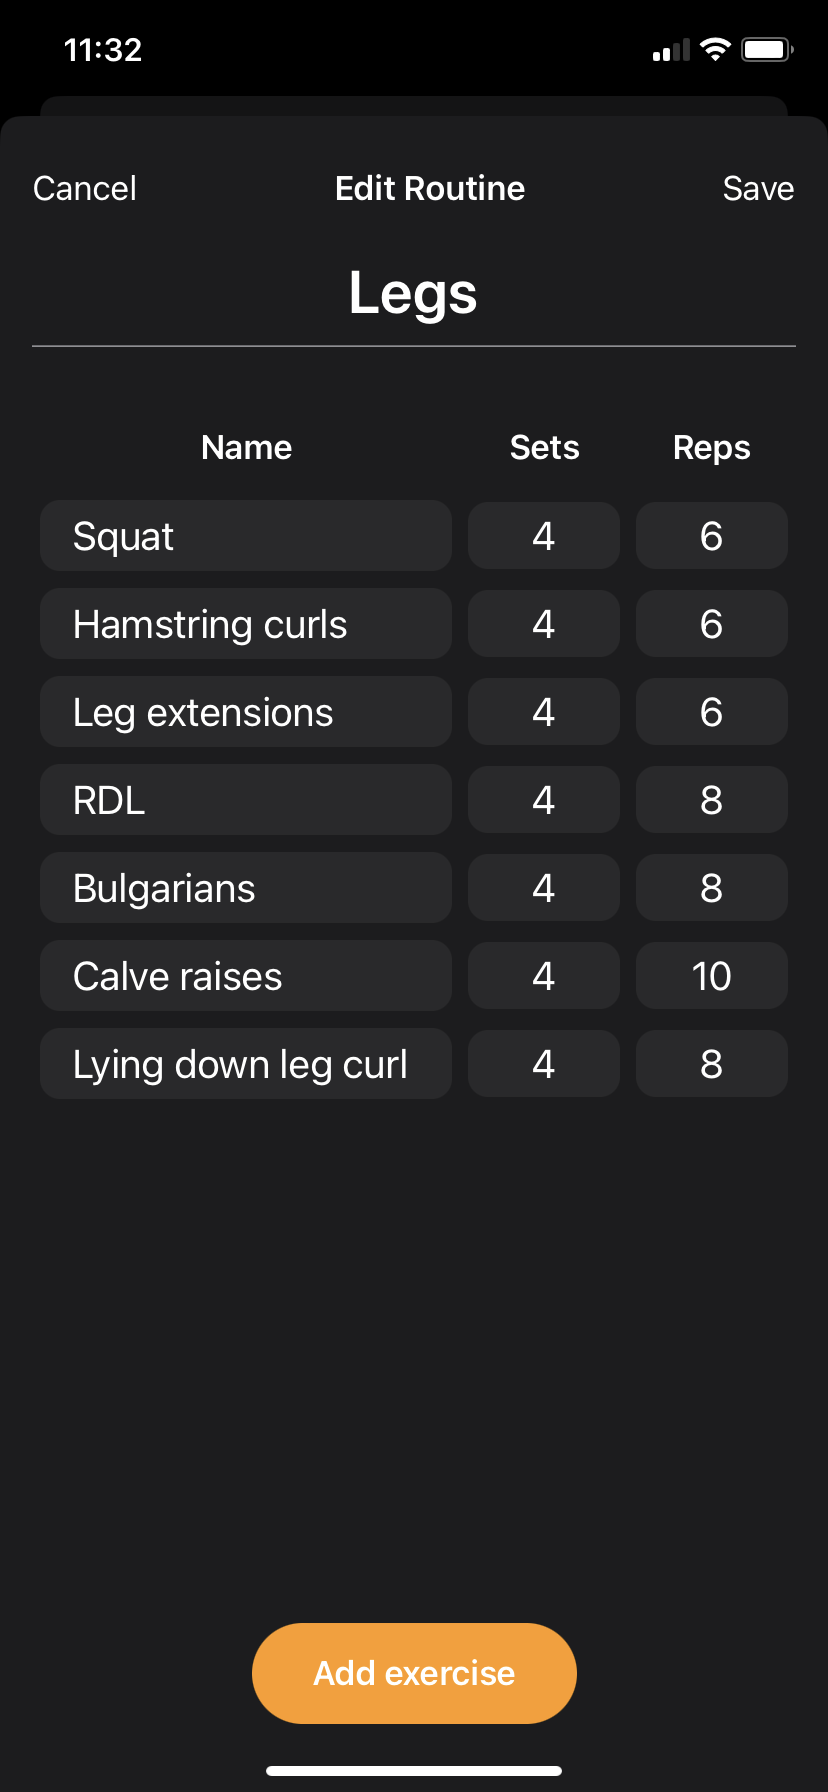 11:32
Cancel Edit Routine Save
Legs
Name Sets Reps
Squat 4 6
Hamstring curls 4 6
Leg extensions 4 6
RDL 4 8
Bulgarians 4 8
Calve raises 4 10
Lying down leg curl 4 8
Add exercise